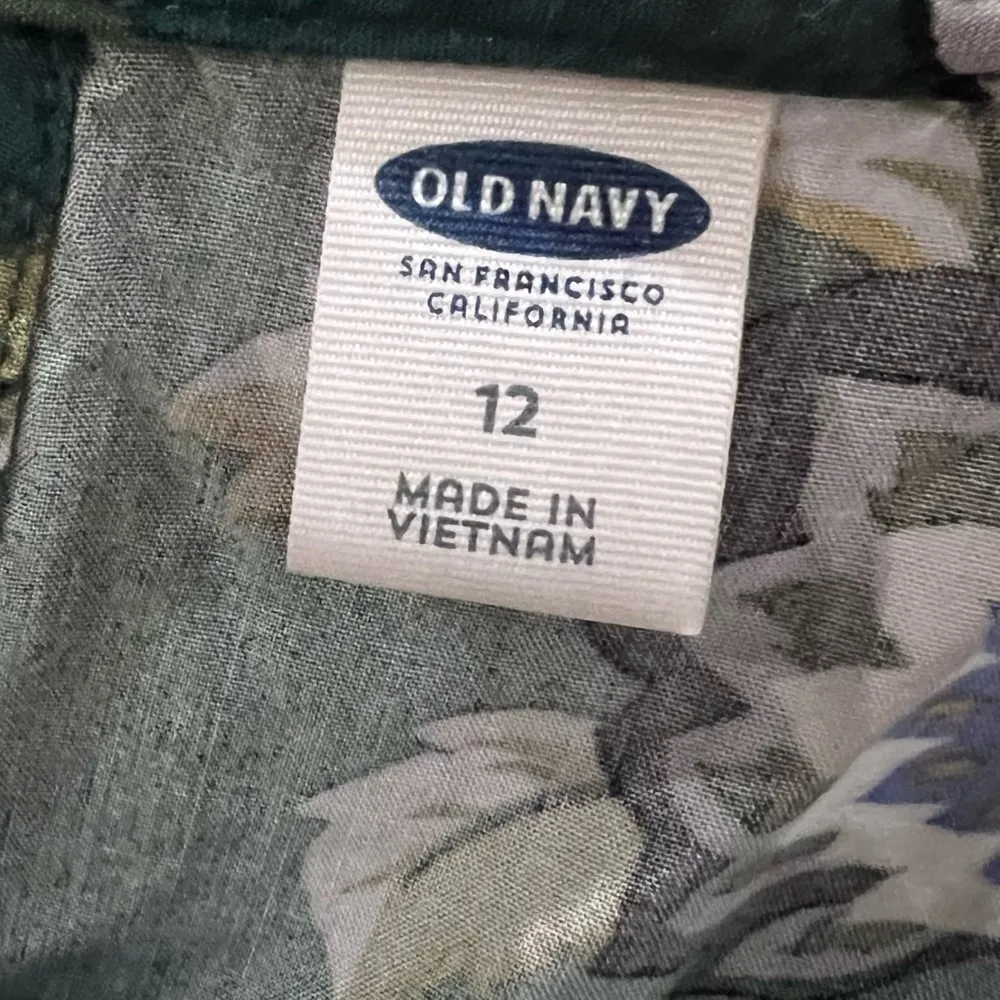 OLD NAVY
SAN FRANCISCO
CALIFORNIA
12
MADE IN
VIETNAM